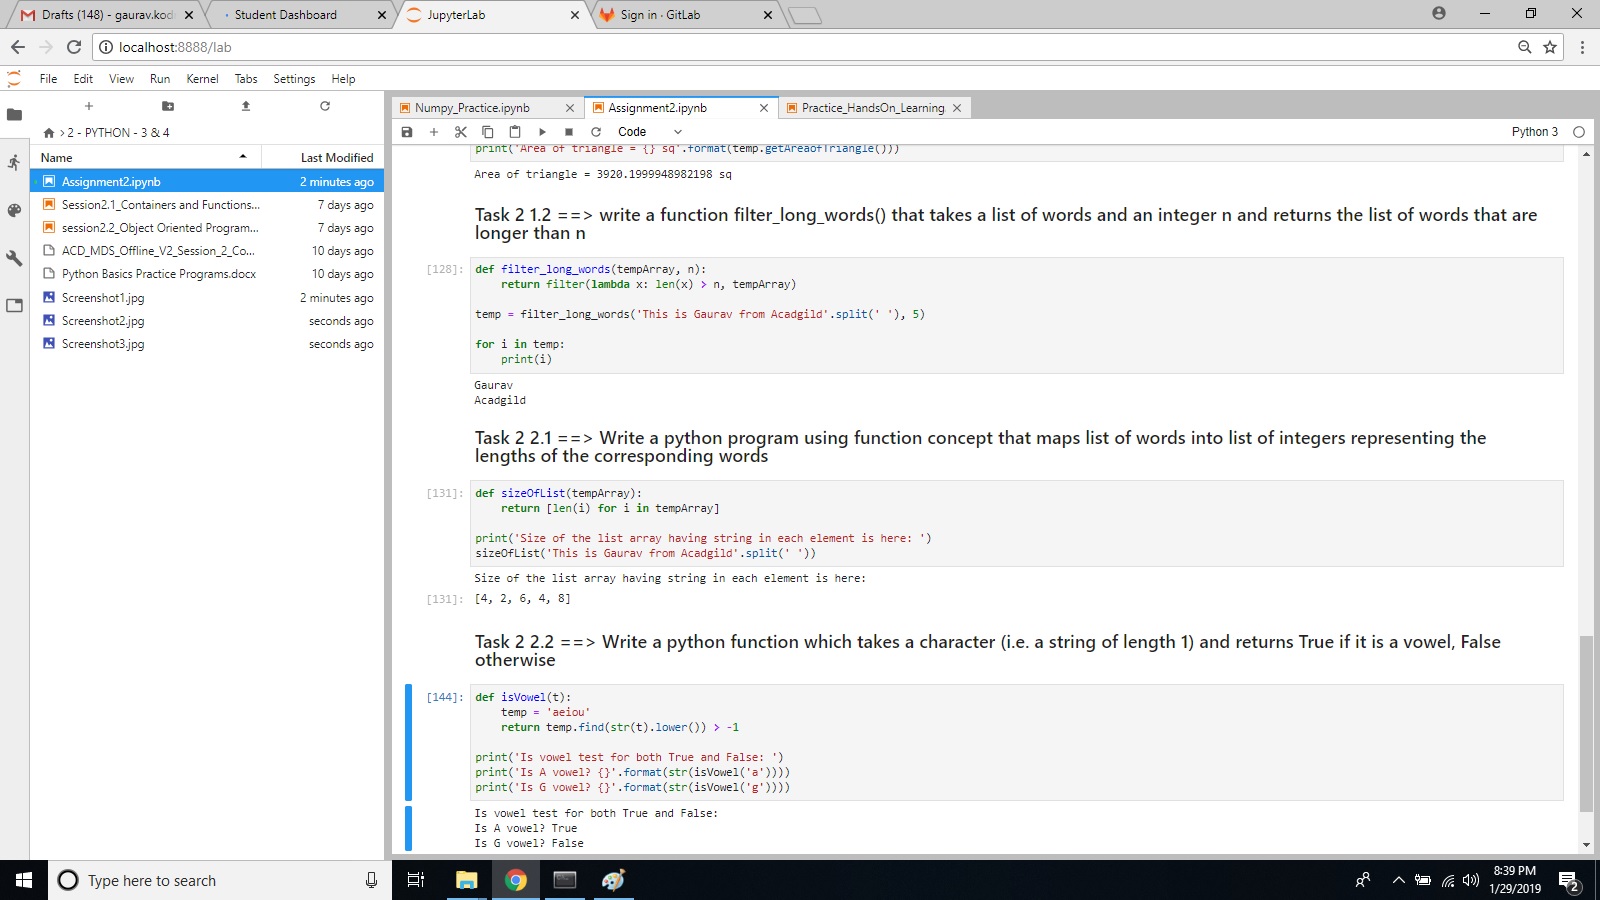 Drafts (148) - gaurav.kod
Student Dashboard
JupyterLab
Sign in · GitLab
localhost:8888/lab
File Edit View Run Kernel Tabs Settings Help
Numpy_Practice.ipynb
Assignment2.ipynb
Practice_HandsOn_Learning
> 2 - PYTHON - 3 & 4
Code
Python 3
Name Last Modified
Assignment2.ipynb 2 minutes ago
Session2.1_Containers and Functions... 7 days ago
session2.2_Object Oriented Program... 7 days ago
ACD_MDS_Offline_V2_Session_2_Co... 10 days ago
Python Basics Practice Programs.docx 10 days ago
Screenshot1.jpg 2 minutes ago
Screenshot2.jpg seconds ago
Screenshot3.jpg seconds ago
print('Area of triangle = {} sq'.format(temp.getAreaofTriangle()))
Area of triangle = 3920.1999948982198 sq
Task 2 1.2 ==> write a function filter_long_words() that takes a list of words and an integer n and returns the list of words that are
longer than n
[128]: def filter_long_words(tempArray, n):
return filter(lambda x: len(x) > n, tempArray)
temp = filter_long_words('This is Gaurav from Acadgild'.split(' '), 5)
for i in temp:
print(i)
Gaurav
Acadgild
Task 2 2.1 ==> Write a python program using function concept that maps list of words into list of integers representing the
lengths of the corresponding words
[131]: def sizeOfList(tempArray):
return [len(i) for i in tempArray]
print('Size of the list array having string in each element is here: ')
sizeOfList('This is Gaurav from Acadgild'.split(' '))
Size of the list array having string in each element is here:
[131]: [4, 2, 6, 4, 8]
Task 2 2.2 ==> Write a python function which takes a character (i.e. a string of length 1) and returns True if it is a vowel, False
otherwise
[144]: def isVowel(t):
temp = 'aeiou'
return temp.find(str(t).lower()) > -1
print('Is vowel test for both True and False: ')
print('Is A vowel? {}'.format(str(isVowel('a'))))
print('Is G vowel? {}'.format(str(isVowel('g'))))
Is vowel test for both True and False:
Is A vowel? True
Is G vowel? False
Type here to search
8:39 PM
1/29/2019
2